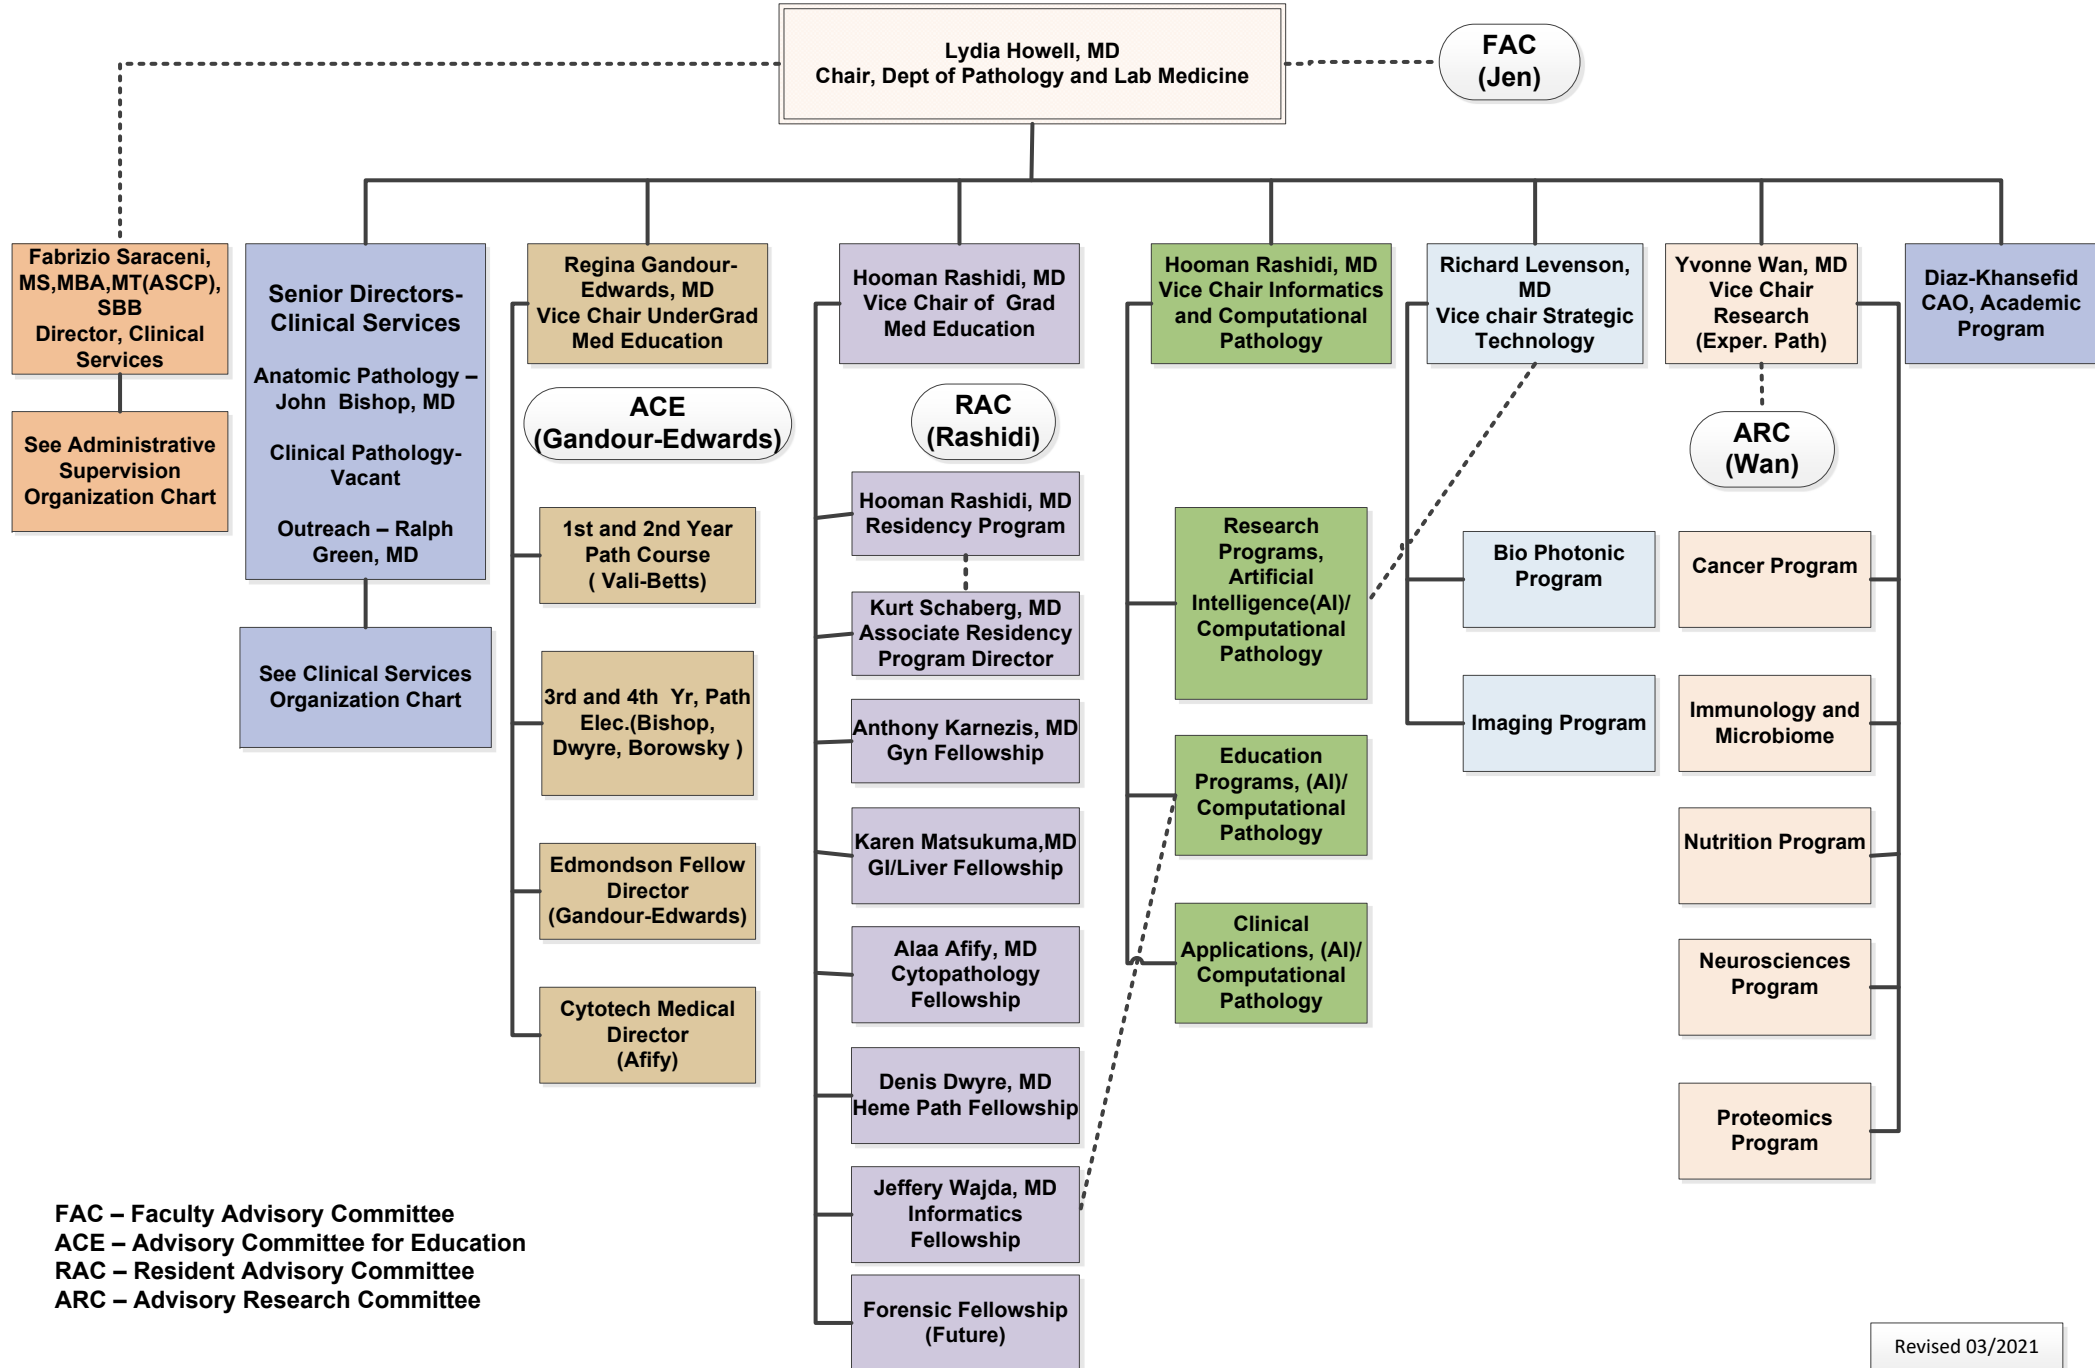 Lydia Howell, MD
Chair, Dept of Pathology and Lab Medicine
FAC
(Jen)
Fabrizio Saraceni,
MS,MBA,MT(ASCP),
SBB
Director, Clinical
Services
See Administrative
Supervision
Organization Chart
Senior Directors-
Clinical Services
Anatomic Pathology –
John  Bishop, MD
Clinical Pathology-
Vacant
Outreach – Ralph
Green, MD
See Clinical Services
Organization Chart
Regina Gandour-
Edwards, MD
Vice Chair UnderGrad
Med Education
ACE
(Gandour-Edwards)
1st and 2nd Year
Path Course
( Vali-Betts)
3rd and 4th  Yr, Path
Elec.(Bishop,
Dwyre, Borowsky )
Edmondson Fellow
Director
(Gandour-Edwards)
Cytotech Medical
Director
(Afify)
Hooman Rashidi, MD
Vice Chair of  Grad
Med Education
RAC
(Rashidi)
Hooman Rashidi, MD
Residency Program
Kurt Schaberg, MD
Associate Residency
Program Director
Anthony Karnezis, MD
Gyn Fellowship
Karen Matsukuma,MD
GI/Liver Fellowship
Alaa Afify, MD
Cytopathology
Fellowship
Denis Dwyre, MD
Heme Path Fellowship
Jeffery Wajda, MD
Informatics
Fellowship
Forensic Fellowship
(Future)
Hooman Rashidi, MD
Vice Chair Informatics
and Computational
Pathology
Research
Programs,
Artificial
Intelligence(AI)/
Computational
Pathology
Education
Programs, (AI)/
Computational
Pathology
Clinical
Applications, (AI)/
Computational
Pathology
Richard Levenson,
MD
Vice chair Strategic
Technology
Bio Photonic
Program
Imaging Program
Yvonne Wan, MD
Vice Chair
Research
(Exper. Path)
ARC
(Wan)
Cancer Program
Immunology and
Microbiome
Nutrition Program
Neurosciences
Program
Proteomics
Program
Diaz-Khansefid
CAO, Academic
Program
FAC – Faculty Advisory Committee
ACE – Advisory Committee for Education
RAC – Resident Advisory Committee
ARC – Advisory Research Committee
Revised 03/2021